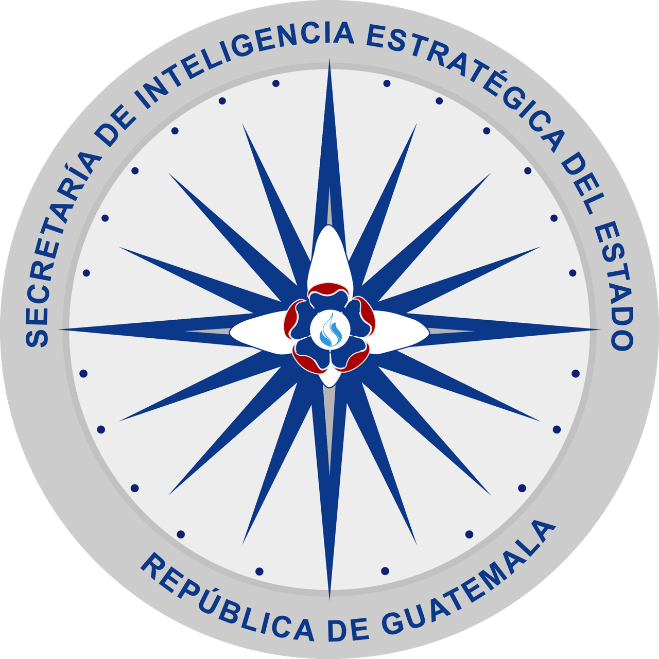 SECRETARÍA DE INTELIGENCIA ESTRATÉGICA DEL ESTADO
REPÚBLICA DE GUATEMALA